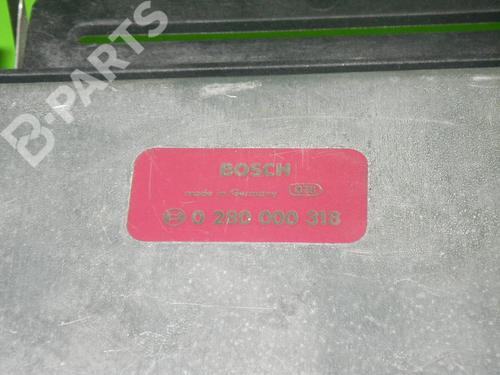 B-PARTS
BOSCH
made in Germany
0 280 000 318